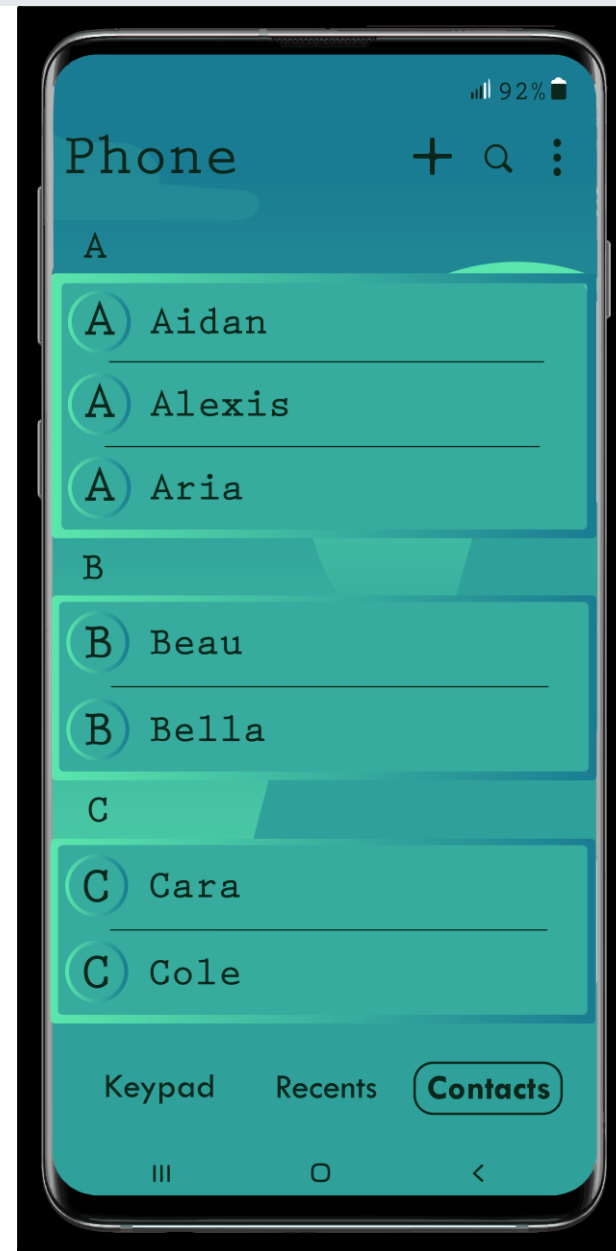 92%
Phone
A
A Aidan
A Alexis
A Aria
B
B Beau
B Bella
C
C Cara
C Cole
Keypad Recents Contacts